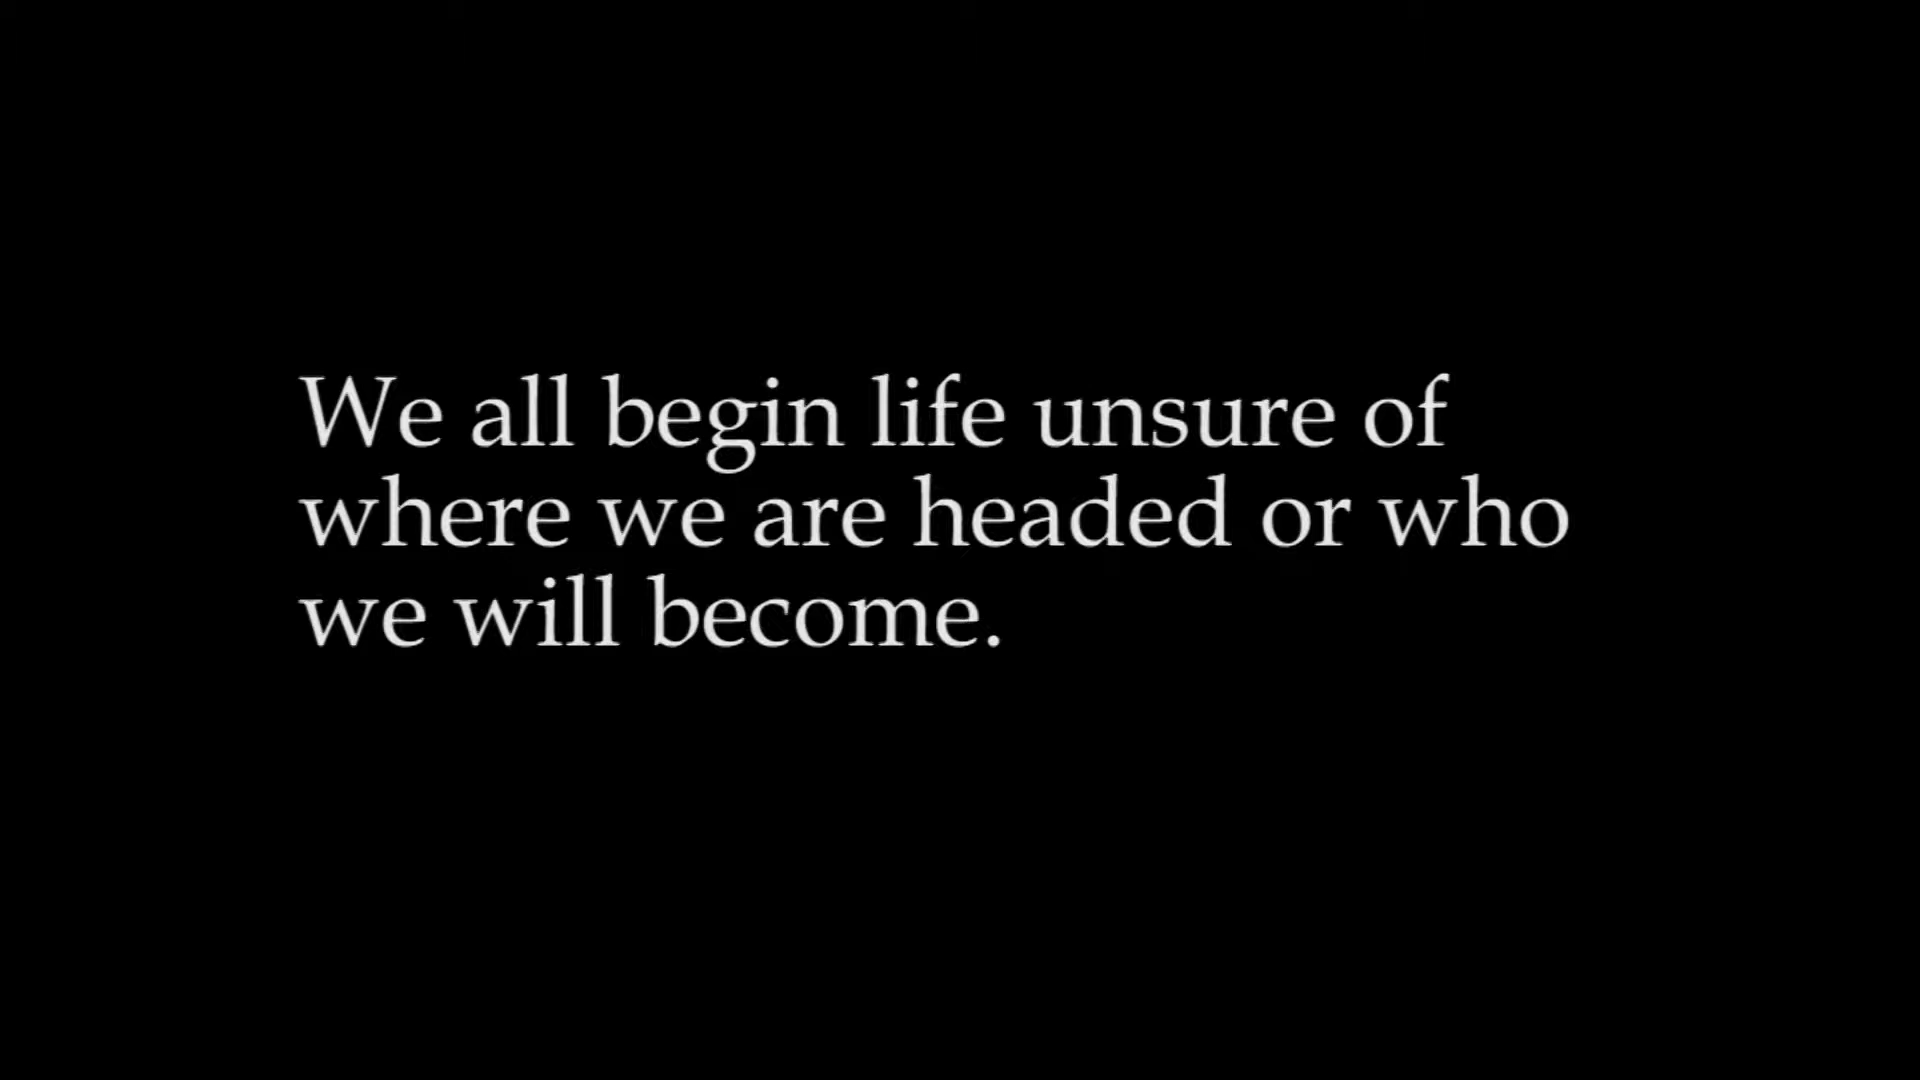 We all begin life unsure of
where we are headed or who
we will become.